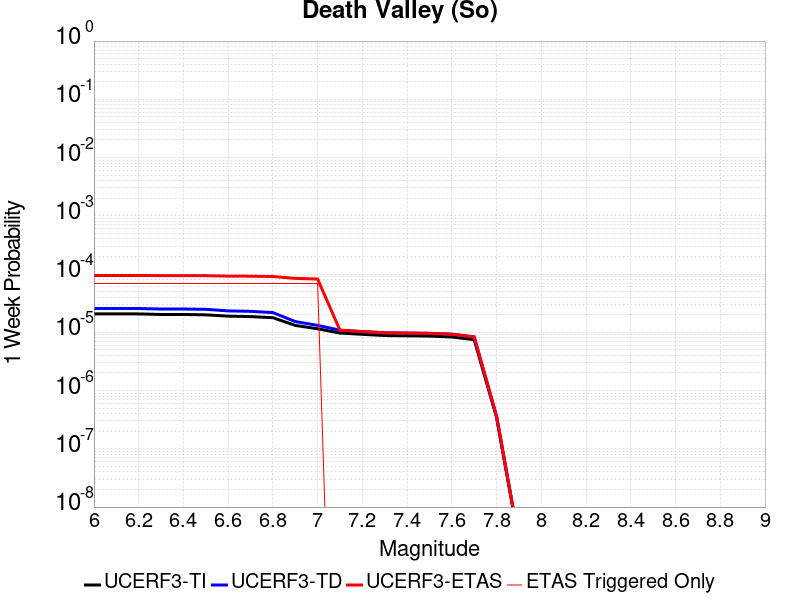 Death Valley (So)
10^0
10^-1
10^-2
10^-3
10^-4
10^-5
10^-6
10^-7
10^-8
1 Week Probability
6 6.2 6.4 6.6 6.8 7 7.2 7.4 7.6 7.8 8 8.2 8.4 8.6 8.8 9
Magnitude
UCERF3-TI UCERF3-TD UCERF3-ETAS ETAS Triggered Only